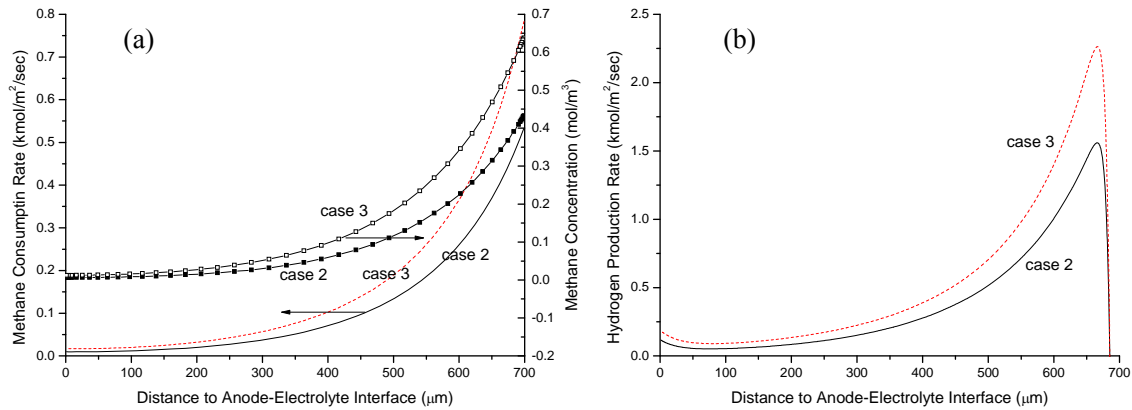 (a)
Methane Consumptin Rate (kmol/m²/sec)
0.8
0.7
0.6
0.5
0.4
0.3
0.2
0.1
0.0
0.7
0.6
0.5
0.4
0.3
0.2
0.1
0.0
-0.1
-0.2
Methane Concentration (mol/m³)
case 3
case 2
case 3
case 2
0 100 200 300 400 500 600 700
Distance to Anode-Electrolyte Interface (μm)
(b)
Hydrogen Production Rate (kmol/m²/sec)
2.5
2.0
1.5
1.0
0.5
0.0
case 3
case 2
0 100 200 300 400 500 600 700
Distance to Anode-Electrolyte Interface (μm)